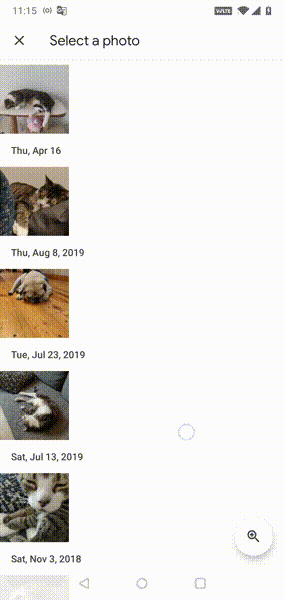 11:15
VoLTE
Select a photo
Thu, Apr 16
Thu, Aug 8, 2019
Tue, Jul 23, 2019
Sat, Jul 13, 2019
Sat, Nov 3, 2018